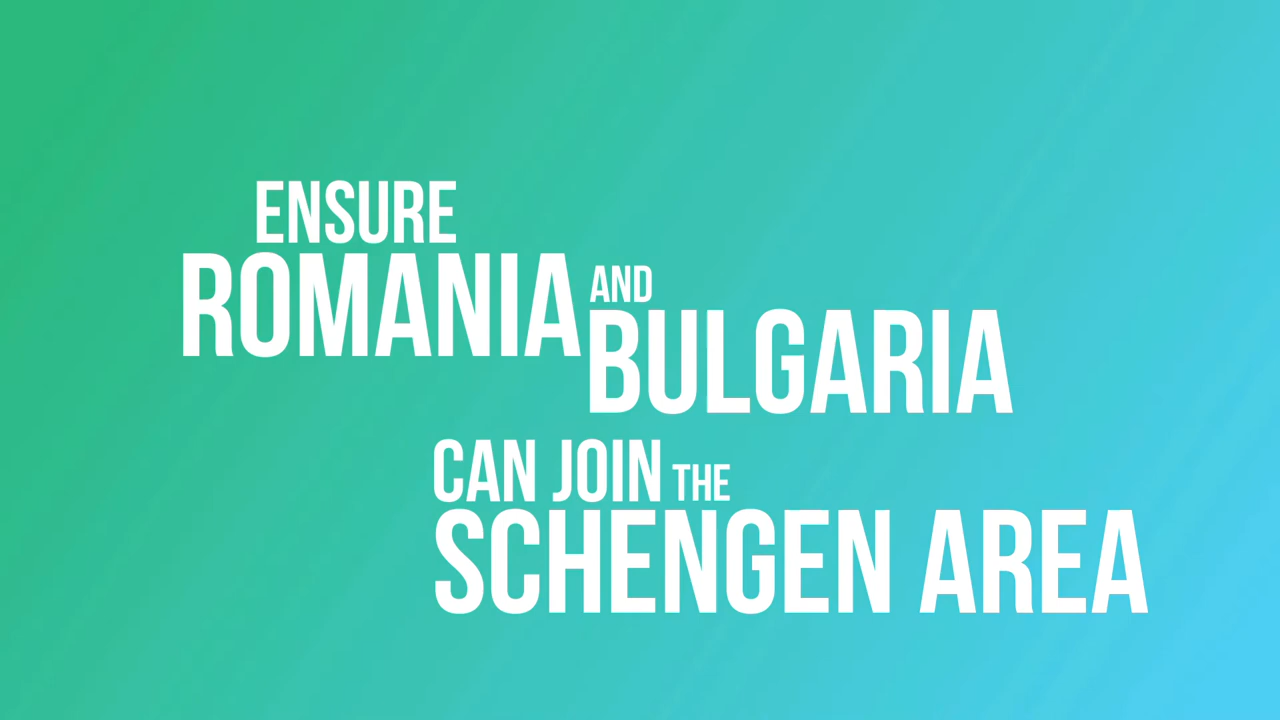 ENSURE
ROMANIA AND
BULGARIA
CAN JOIN THE
SCHENGEN AREA